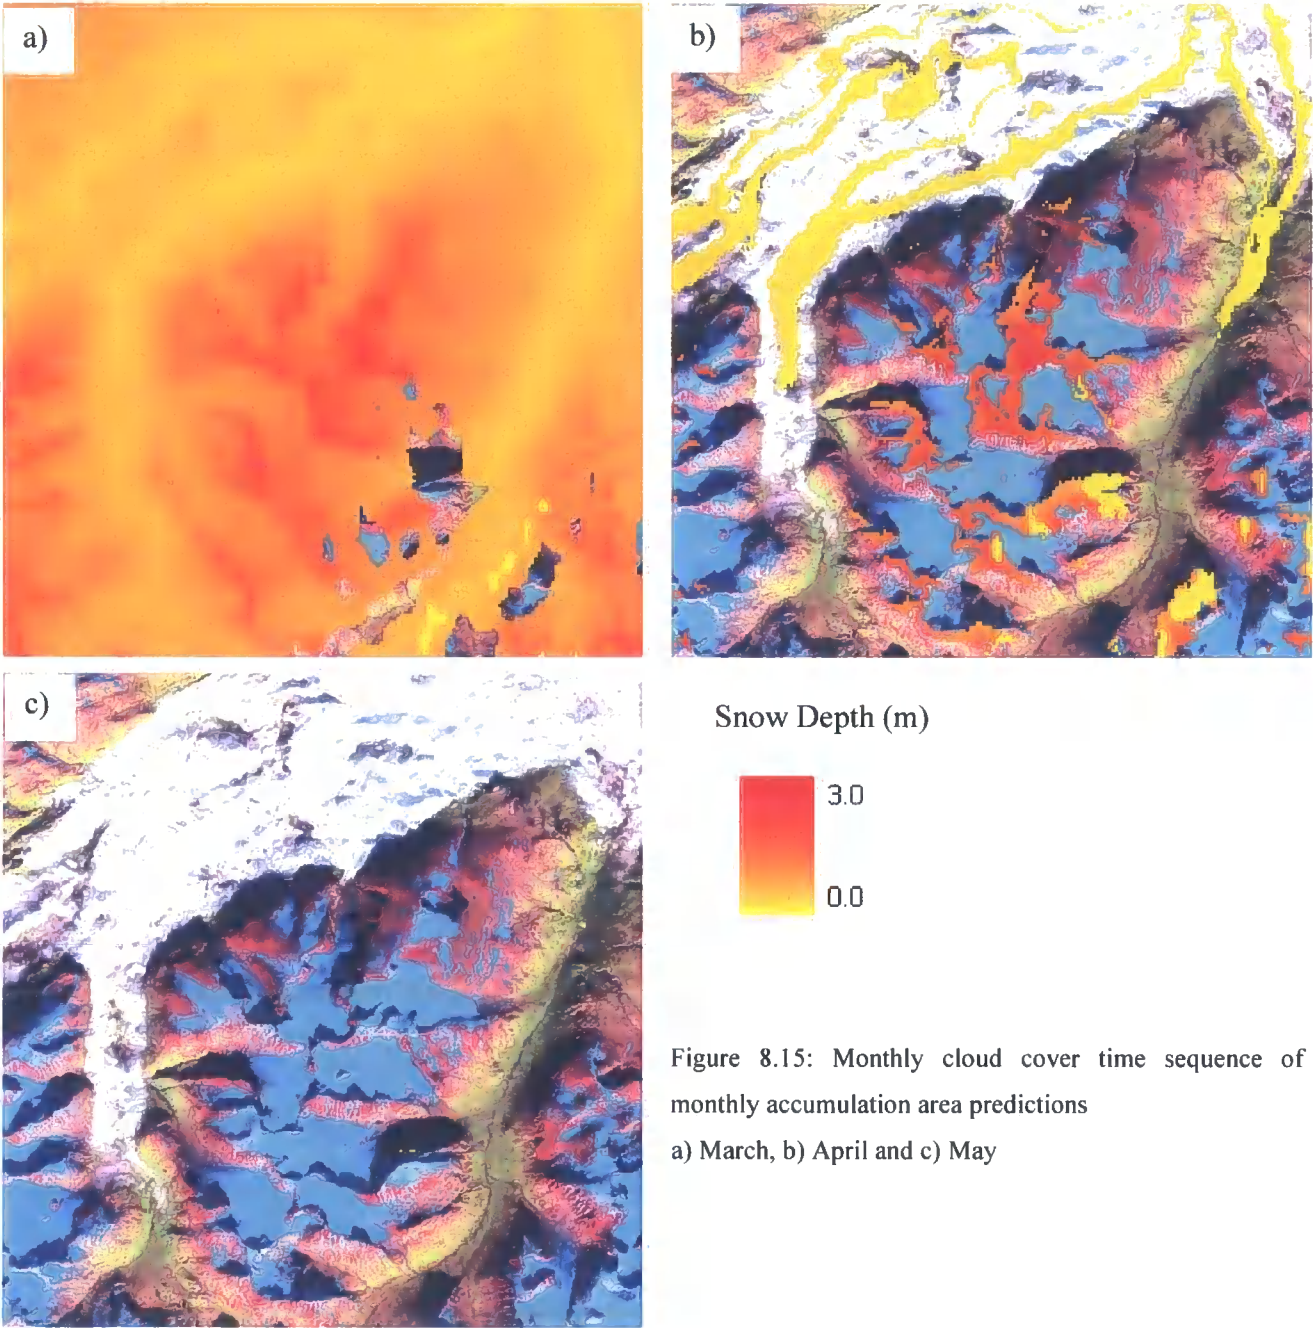 a)
b)
c)
Snow Depth (m)
3.0
0.0
Figure 8.15: Monthly cloud cover time sequence of
monthly accumulation area predictions
a) March, b) April and c) May